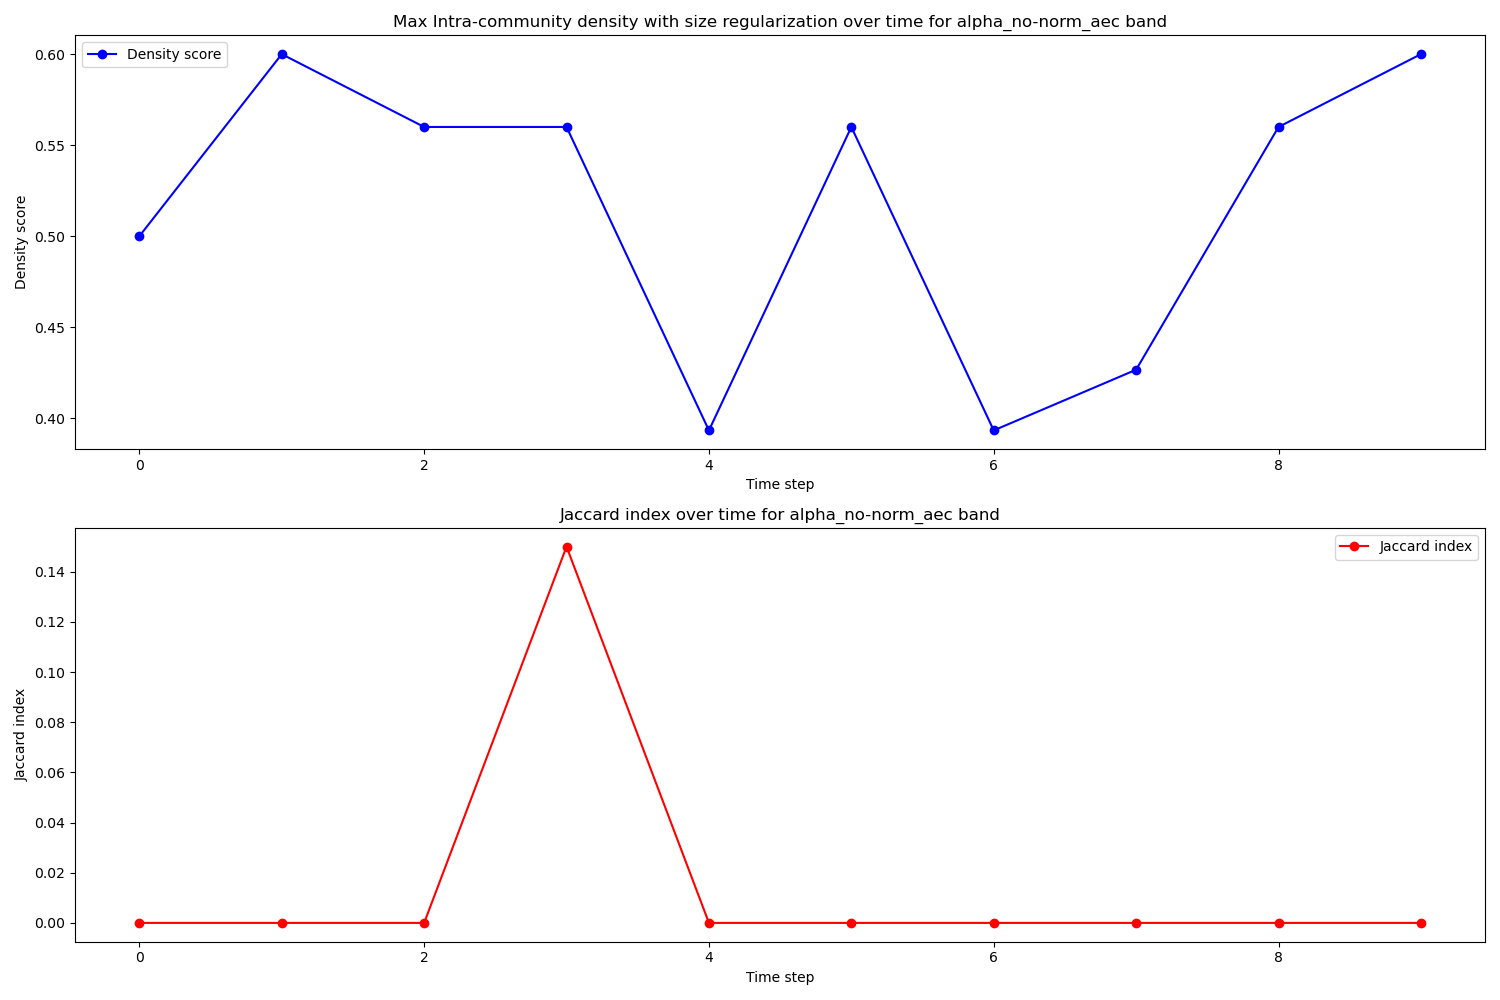 Max Intra-community density with size regularization over time for alpha_no-norm_aec band
Density score
0.60
0.55
0.50
0.45
0.40
Density score
0 2 4 6 8
Time step
Jaccard index over time for alpha_no-norm_aec band
Jaccard index
0.14
0.12
0.10
0.08
0.06
0.04
0.02
0.00
Jaccard index
0 2 4 6 8
Time step